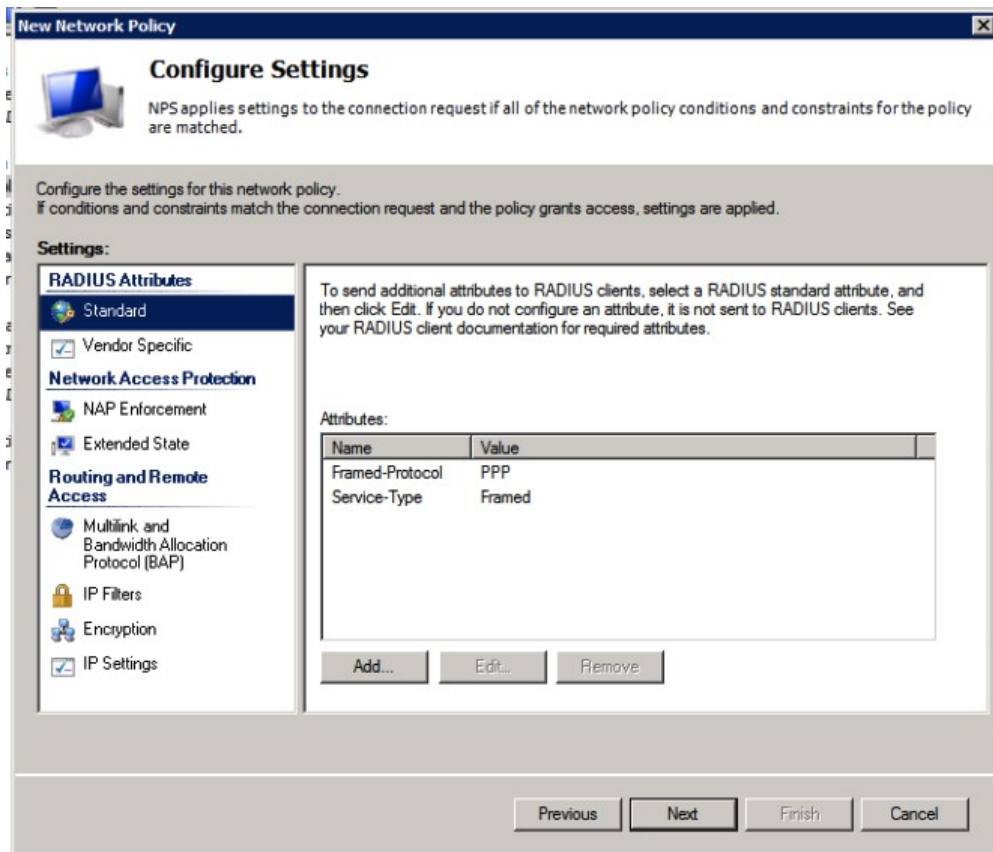 New Network Policy
Configure Settings
NPS applies settings to the connection request if all of the network policy conditions and constraints for the policy
are matched.
Configure the settings for this network policy.
If conditions and constraints match the connection request and the policy grants access, settings are applied.
Settings:
RADIUS Attributes
Standard
Vendor Specific
Network Access Protection
NAP Enforcement
Extended State
Routing and Remote
Access
Multilink and
Bandwidth Allocation
Protocol (BAP)
IP Filters
Encryption
IP Settings
To send additional attributes to RADIUS clients, select a RADIUS standard attribute, and
then click Edit. If you do not configure an attribute, it is not sent to RADIUS clients. See
your RADIUS client documentation for required attributes.
Attributes:
Name Value
Framed-Protocol PPP
Service-Type Framed
Add... Edit... Remove
Previous Next Finish Cancel